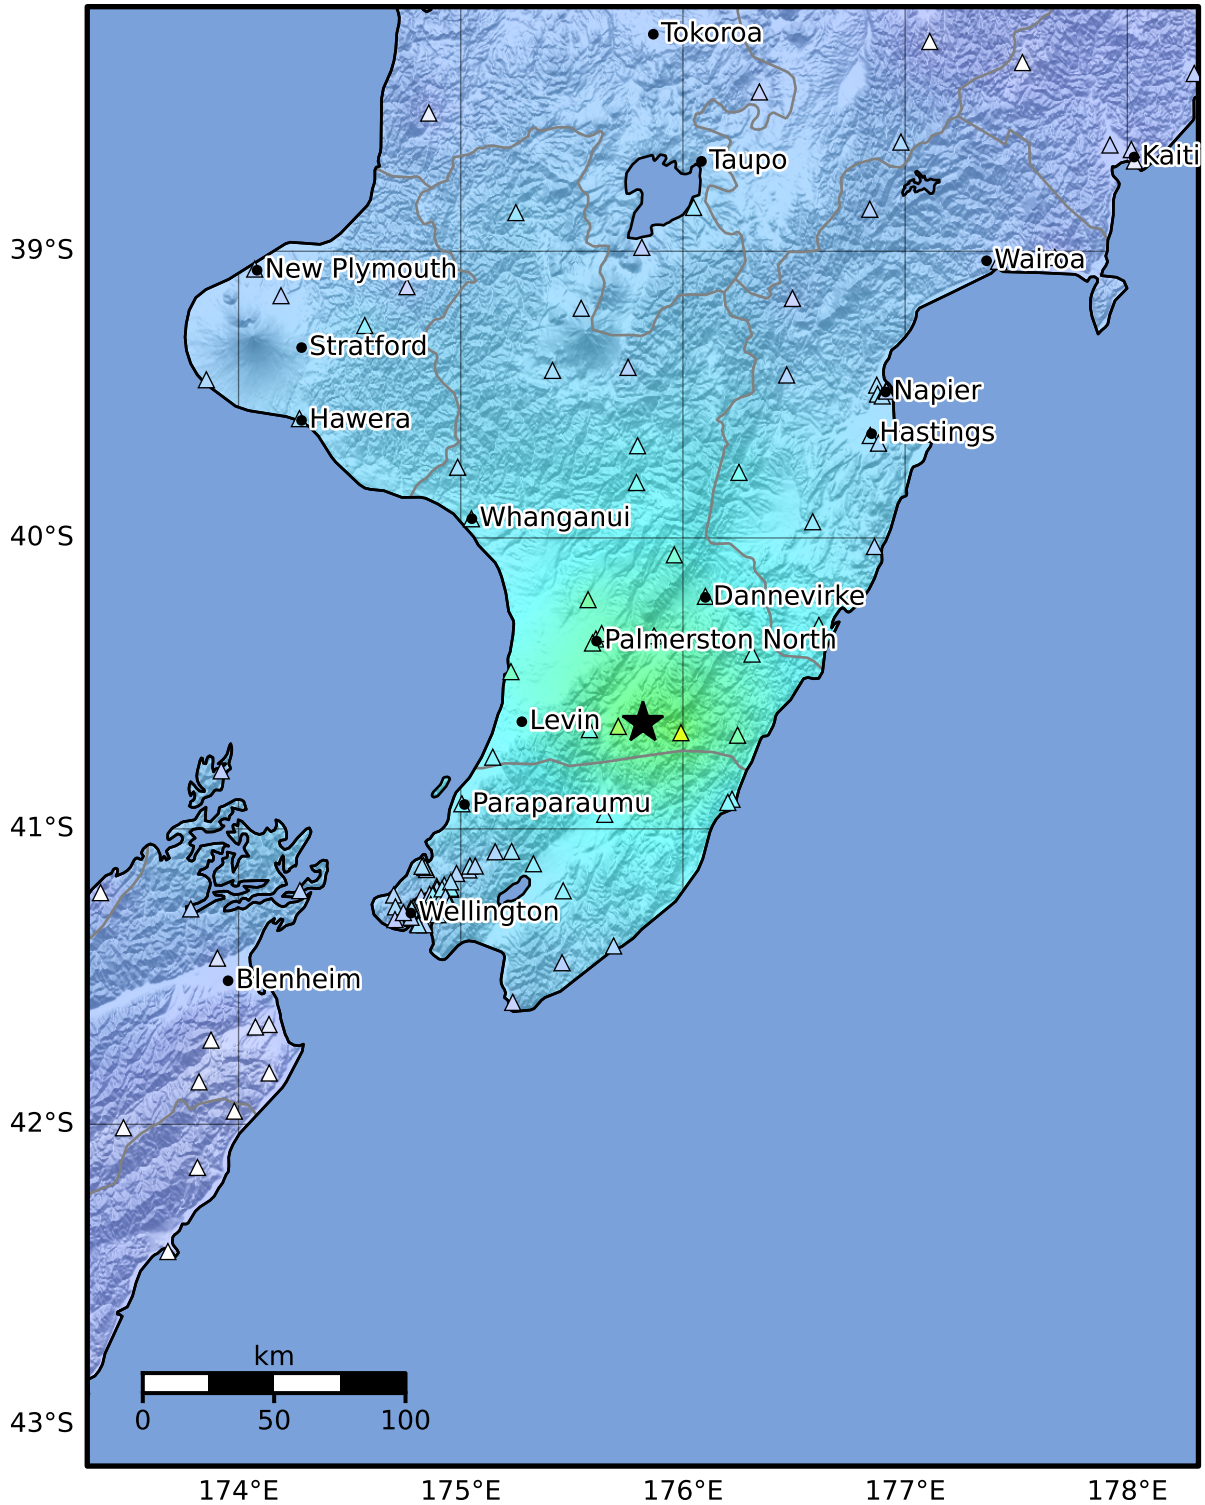 Tokoroa
Taupo
Kaiti
39°S
Wairoa
New Plymouth
Stratford
Napier
Hawera
Hastings
Whanganui
40°S
Dannevirke
Palmerston North
Levin
Paraparaumu
41°S
Wellington
Blenheim
42°S
km
0 50 100
43°S
174°E 175°E 176°E 177°E 178°E